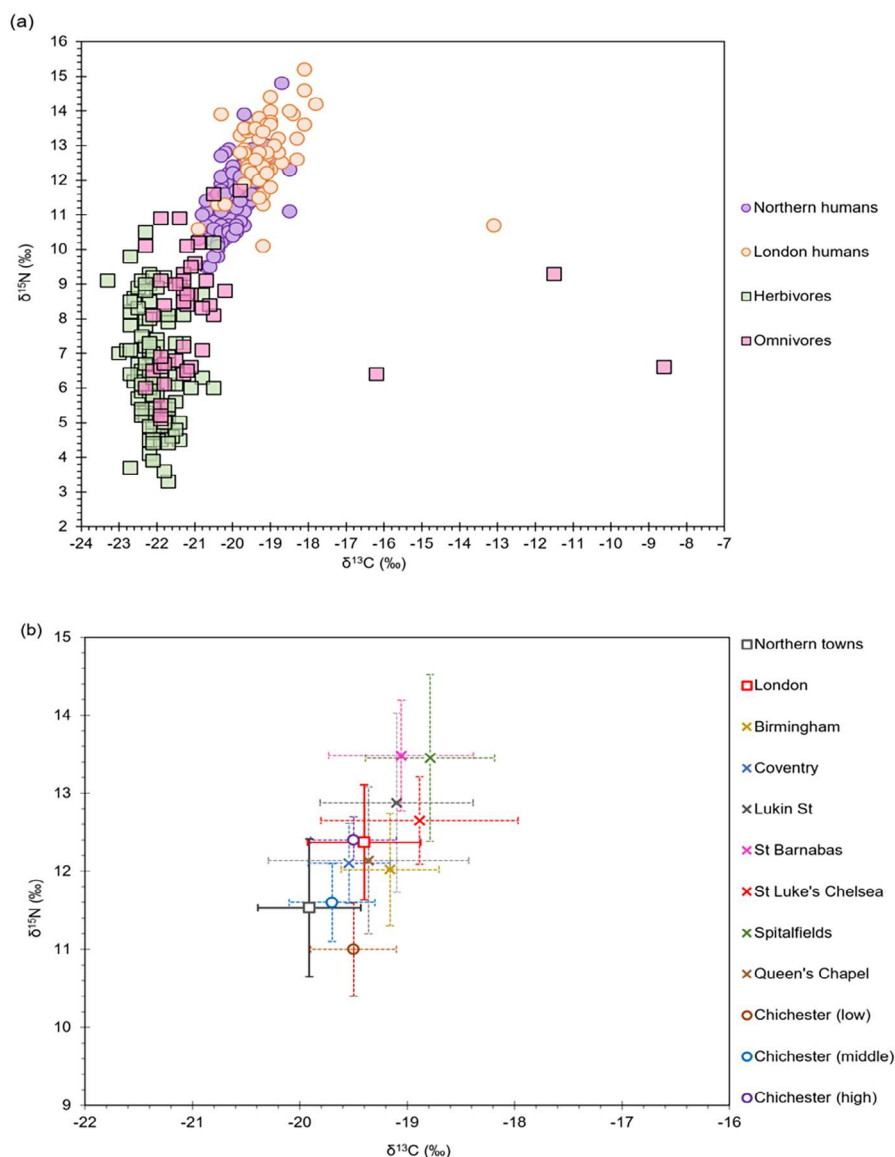 (a)
16
15
14
13
12
11
10
9
8
7
6
5
4
3
2
δ¹⁵N (‰)
-24 -23 -22 -21 -20 -19 -18 -17 -16 -15 -14 -13 -12 -11 -10 -9 -8 -7
δ¹³C (‰)
Northern humans
London humans
Herbivores
Omnivores
(b)
15
14
13
12
11
10
9
δ¹⁵N (‰)
-22 -21 -20 -19 -18 -17 -16
δ¹³C (‰)
Northern towns
London
Birmingham
Coventry
Lukin St
St Barnabas
St Luke's Chelsea
Spitalfields
Queen's Chapel
Chichester (low)
Chichester (middle)
Chichester (high)